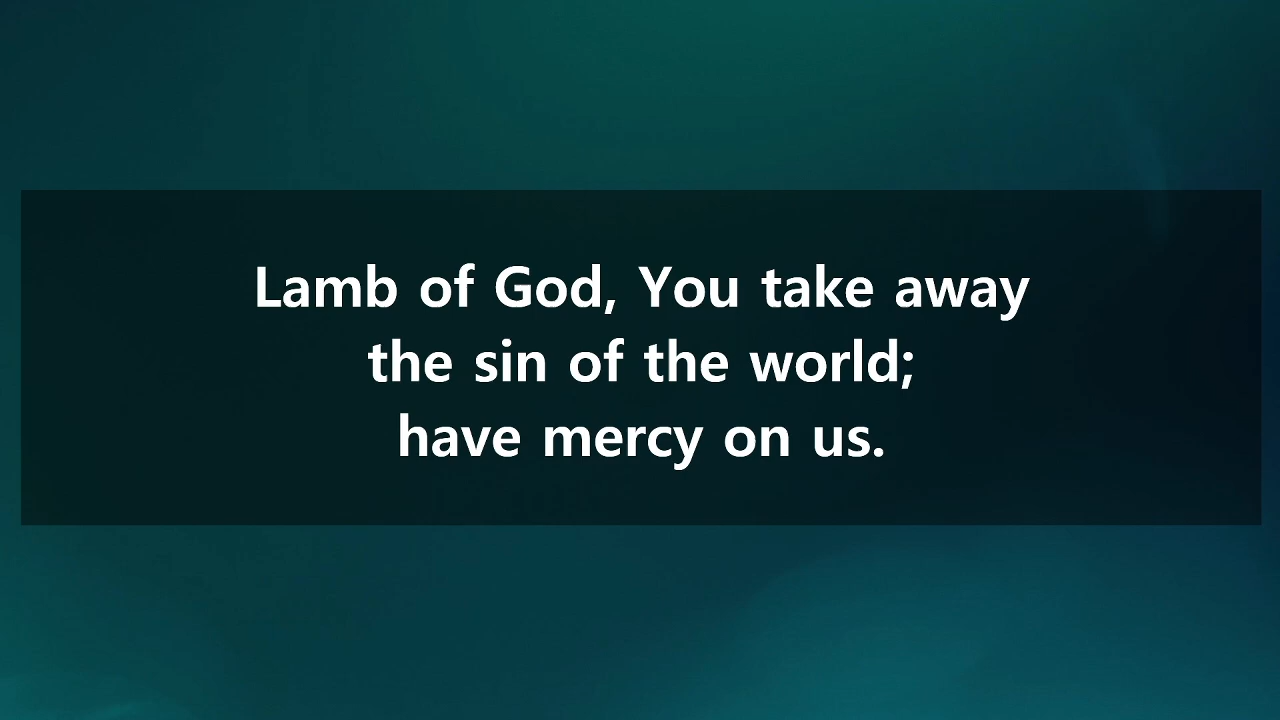 Lamb of God, You take away
the sin of the world;
have mercy on us.